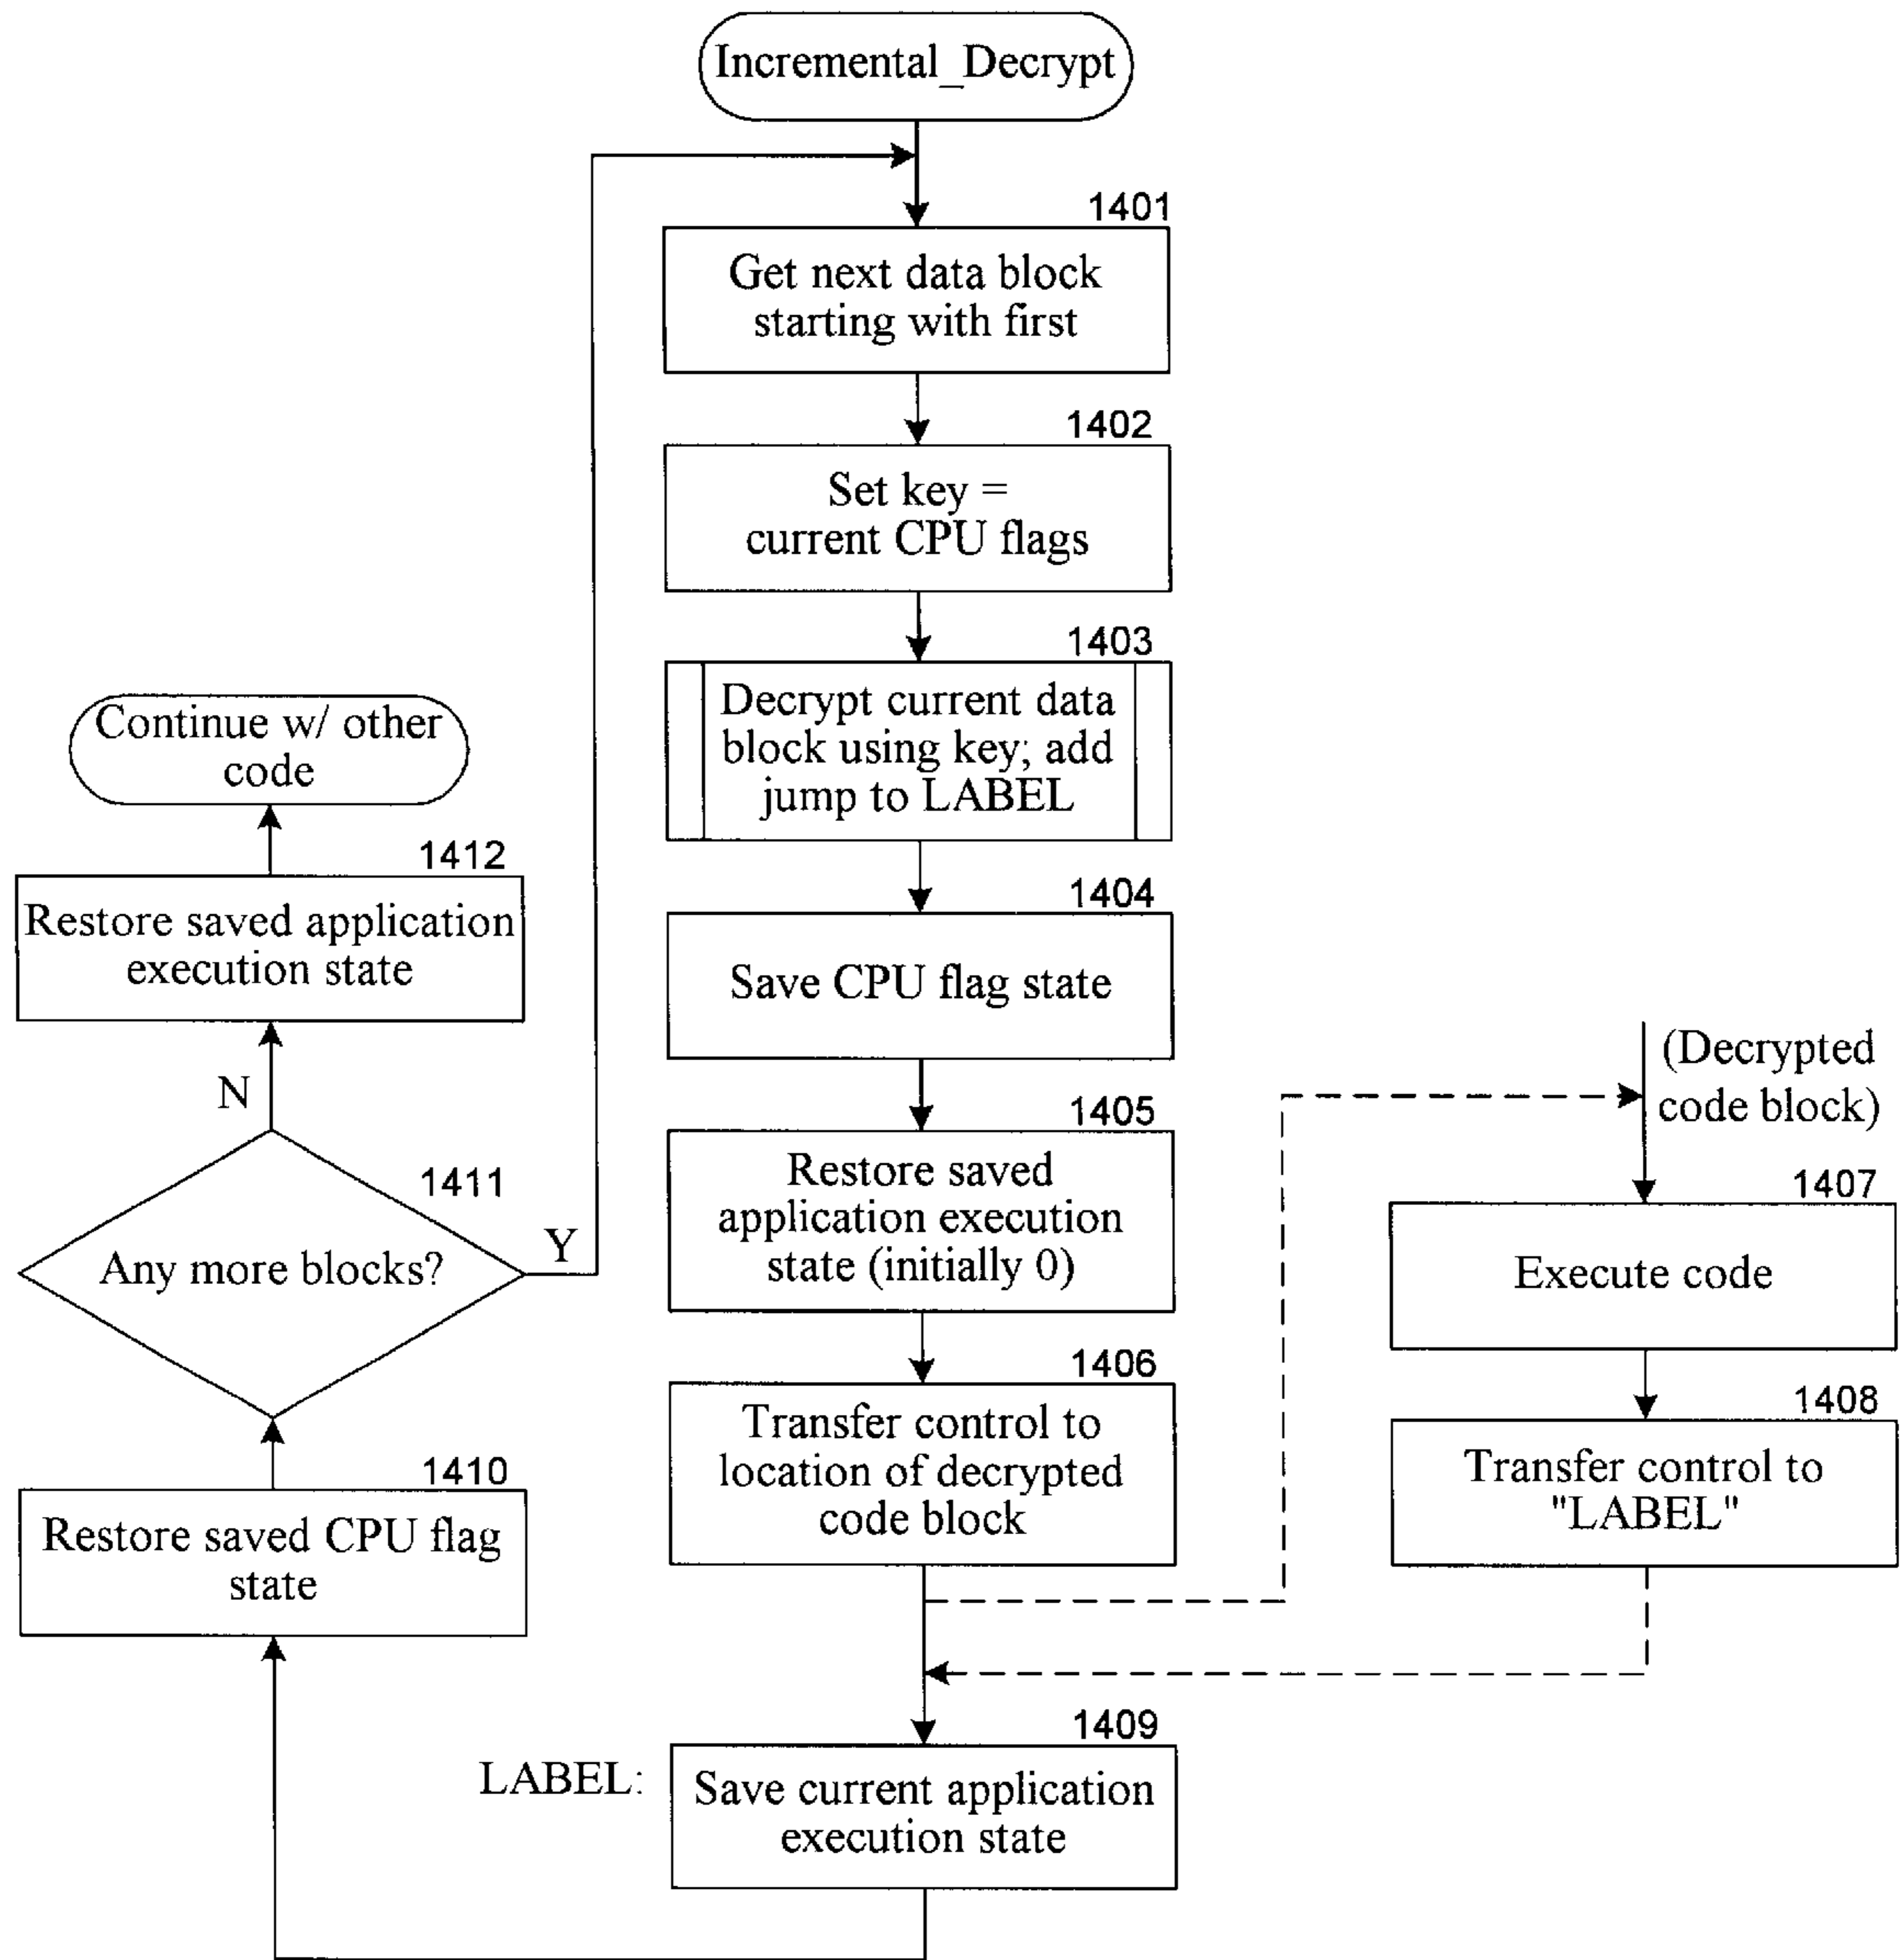 Incremental_Decrypt
1401
Get next data block
starting with first
1402
Set key =
current CPU flags
1403
Decrypt current data
block using key; add
jump to LABEL
1404
Save CPU flag state
1405
Restore saved
application execution
state (initially 0)
1406
Transfer control to
location of decrypted
code block
(Decrypted
code block)
1407
Execute code
1408
Transfer control to
"LABEL"
1409
LABEL:
Save current application
execution state
1410
Restore saved CPU flag
state
1411
Any more blocks?
Y
N
1412
Restore saved application
execution state
Continue w/ other
code